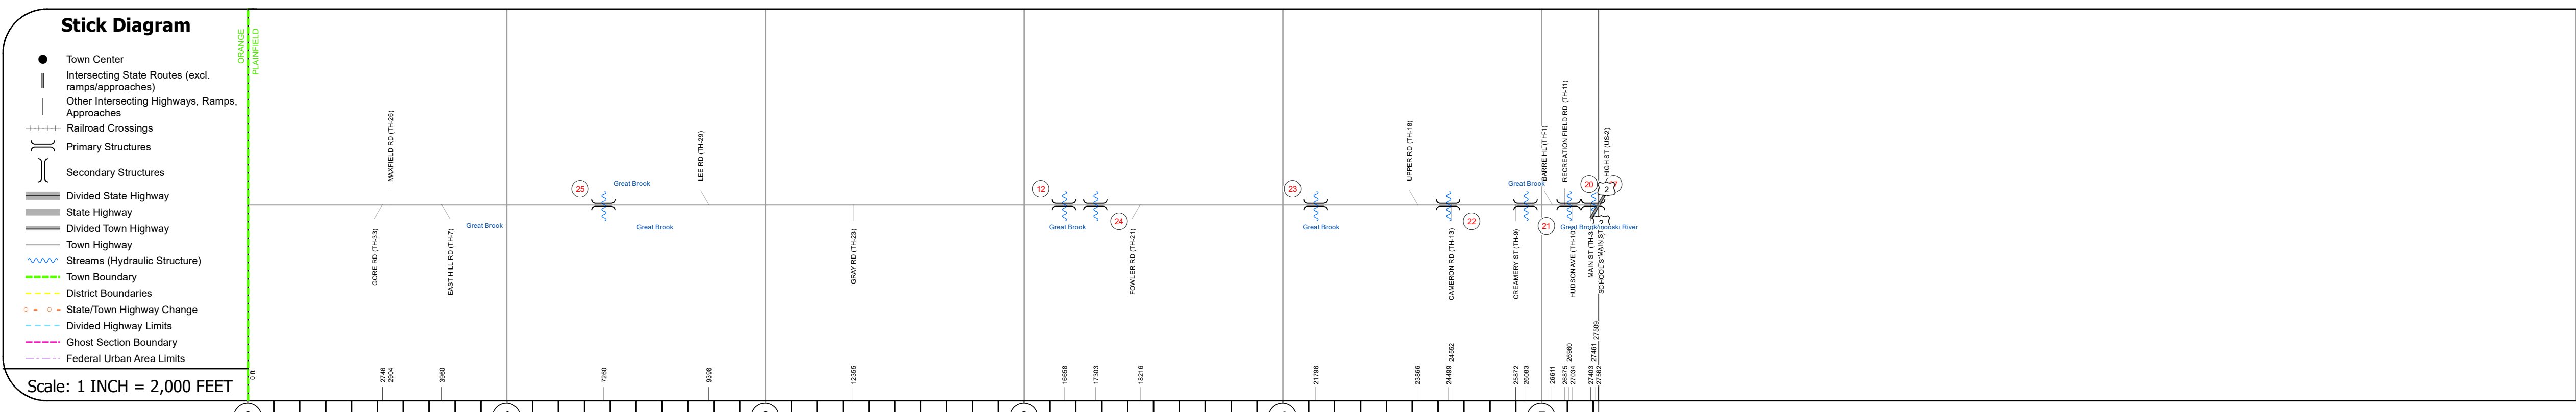 Stick Diagram
Town Center
Intersecting State Routes (excl.
ramps/approaches)
Other Intersecting Highways, Ramps,
Approaches
Railroad Crossings
Primary Structures
Secondary Structures
Divided State Highway
State Highway
Divided Town Highway
Town Highway
Streams (Hydraulic Structure)
Town Boundary
District Boundaries
State/Town Highway Change
Divided Highway Limits
Ghost Section Boundary
Federal Urban Area Limits
Scale: 1 INCH = 2,000 FEET
ORANGE
PLAINFIELD
GORE RD (TH-33)
MAXFIELD RD (TH-26)
EAST HILL RD (TH-7)
Great Brook
25
Great Brook
Great Brook
LEE RD (TH-29)
GRAY RD (TH-23)
12
Great Brook
24
FOWLER RD (TH-21)
23
Great Brook
UPPER RD (TH-18)
CAMERON RD (TH-13)
22
CREAMERY ST (TH-9)
Great Brook
21
BARRE HL (TH-1)
RECREATION FIELD RD (TH-11)
HUDSON AVE (TH-10)
Great Brook
River
20
MAIN ST (TH-3
MAIN ST
HIGH ST (US-2)
2
2
0 ft
2746
2904
3960
7260
9398
12355
16658
17303
18216
21796
23866
24499
24552
25872
26083
26611
26875
26960
27034
27403
27461
27509
27562